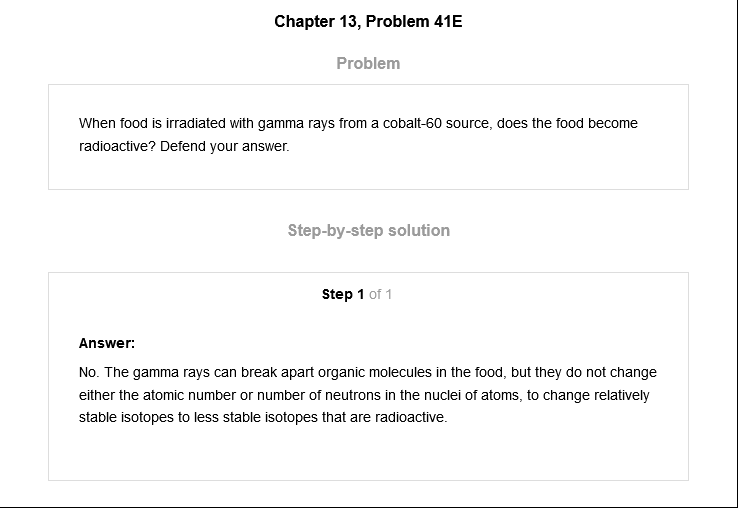 Chapter 13, Problem 41E
Problem
When food is irradiated with gamma rays from a cobalt-60 source, does the food become
radioactive? Defend your answer.
Step-by-step solution
Step 1 of 1
Answer:
No. The gamma rays can break apart organic molecules in the food, but they do not change
either the atomic number or number of neutrons in the nuclei of atoms, to change relatively
stable isotopes to less stable isotopes that are radioactive.